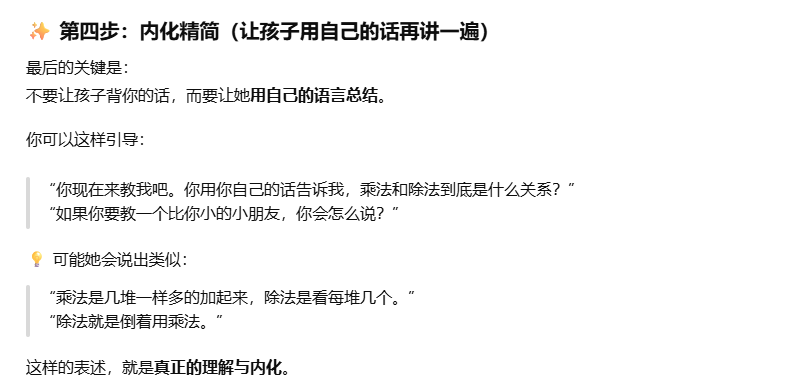 ✨ 第四步：内化精简（让孩子用自己的话再讲一遍）
最后的关键是：
不要让孩子背你的话，而要让她用自己的语言总结。
你可以这样引导：
“你现在来教我吧。你用你自己的话告诉我，乘法和除法到底是什么关系？”
“如果你要教一个比你小的小朋友，你会怎么说？”
💡 可能她会说出类似：
“乘法是几堆一样多的加起来，除法是看每堆几个。”
“除法就是倒着用乘法。”
这样的表述，就是真正的理解与内化。